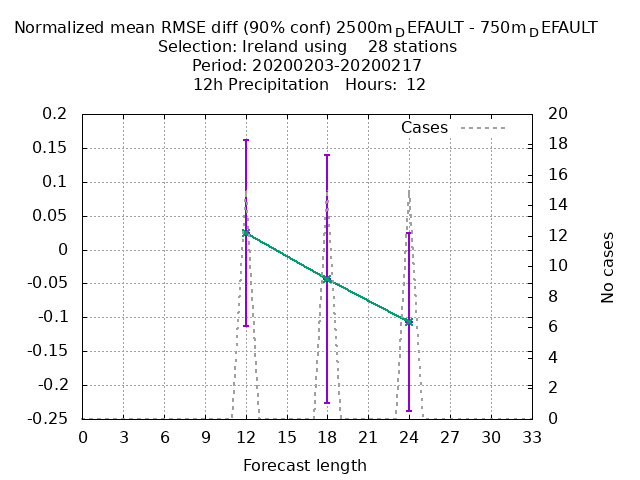 Normalized mean RMSE diff (90% conf) 2500m_DEFAULT - 750m_DEFAULT
Selection: Ireland using 28 stations
Period: 20200203-20200217
12h Precipitation Hours: 12
Cases
0.2
0.15
0.1
0.05
0
-0.05
-0.1
-0.15
-0.2
-0.25
20
18
16
14
12
10
8
6
4
2
0
No cases
0 3 6 9 12 15 18 21 24 27 30 33
Forecast length